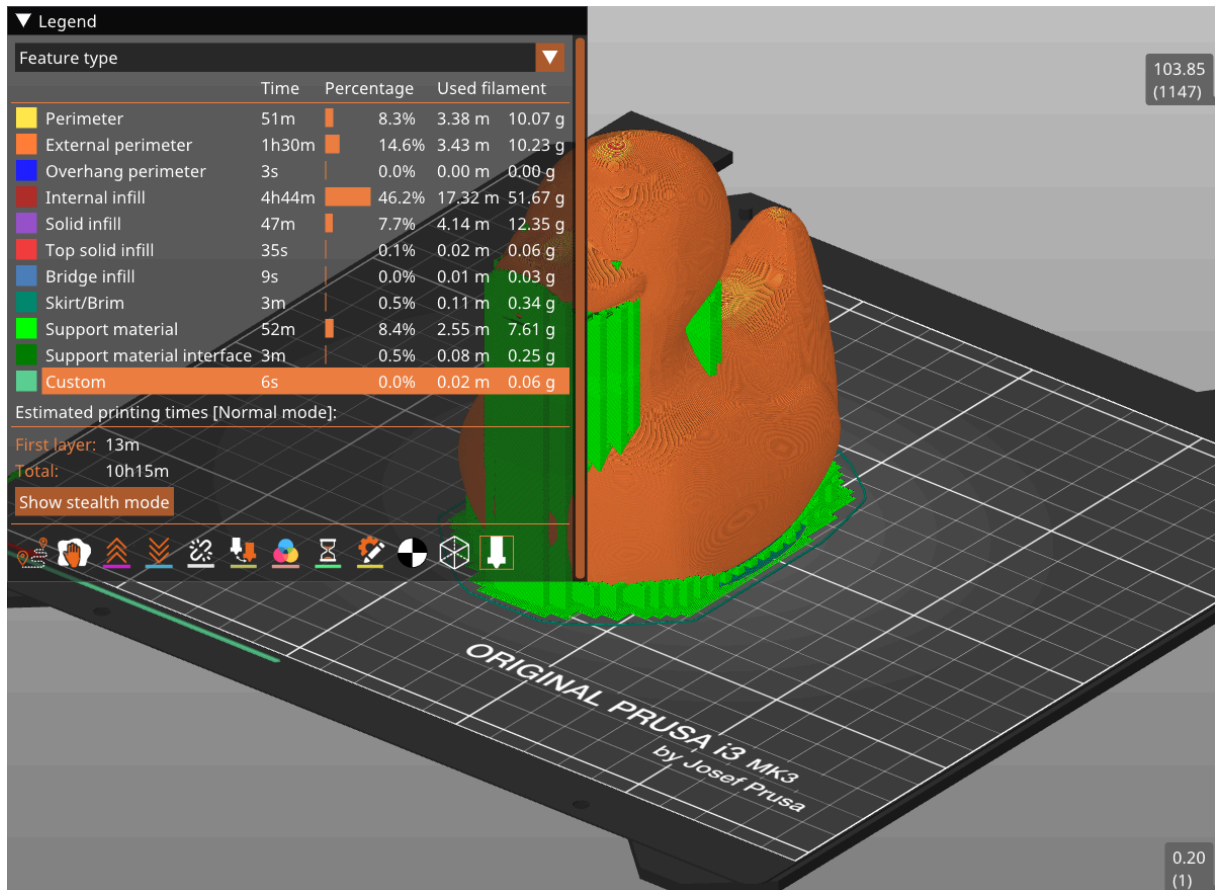 Legend
Feature type
Time Percentage Used filament
Perimeter 51m 8.3% 3.38 m 10.07 g
External perimeter 1h30m 14.6% 3.43 m 10.23 g
Overhang perimeter 3s 0.0% 0.00 m 0.00 g
Internal infill 4h44m 46.2% 17.32 m 51.67 g
Solid infill 47m 7.7% 4.14 m 12.35 g
Top solid infill 35s 0.1% 0.02 m 0.06 g
Bridge infill 9s 0.0% 0.01 m 0.03 g
Skirt/Brim 3m 0.5% 0.11 m 0.34 g
Support material 52m 8.4% 2.55 m 7.61 g
Support material interface 3m 0.5% 0.08 m 0.25 g
Custom 6s 0.0% 0.02 m 0.06 g
Estimated printing times [Normal mode]:
First layer: 13m
Total: 10h15m
Show stealth mode
103.85
(1147)
ORIGINAL PRUSA i3 MK3
by Josef Prusa
0.20
(1)